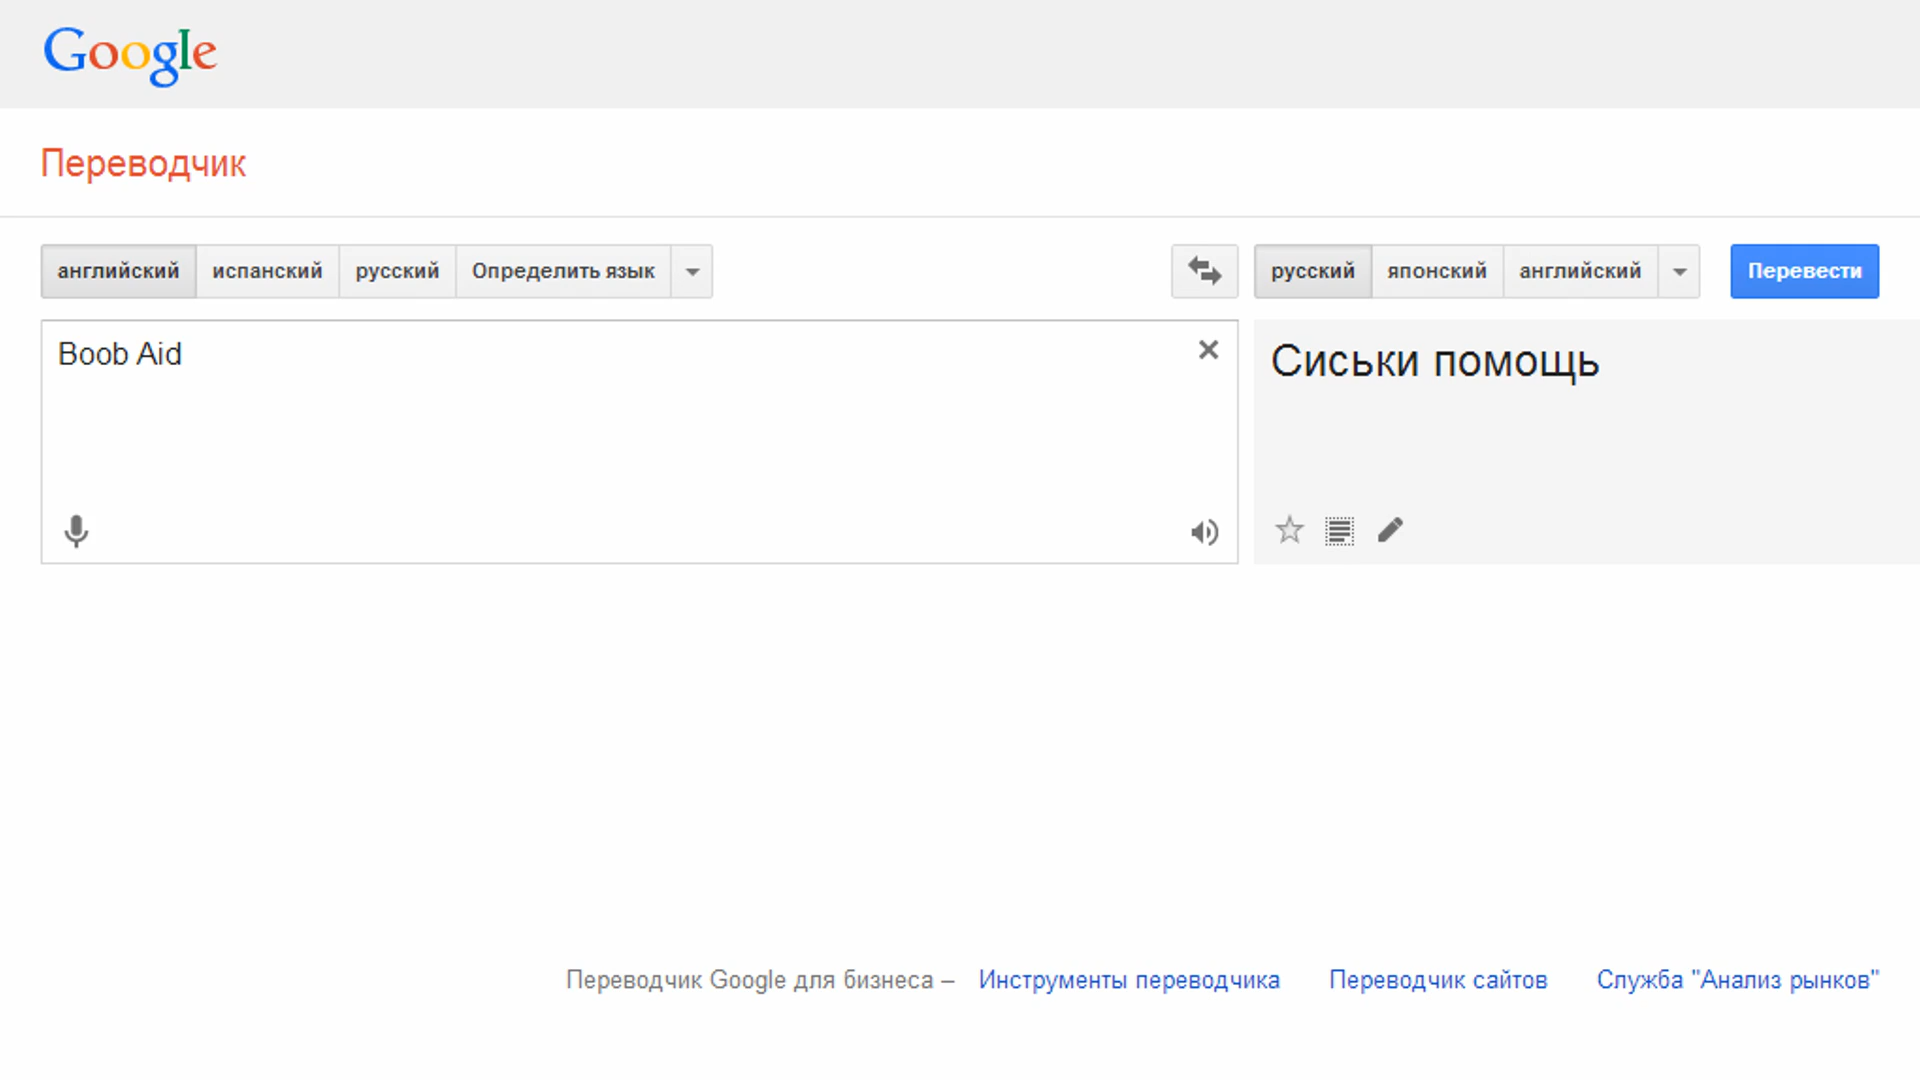 Google
Переводчик
английский испанский русский Определить язык русский японский английский Перевести
Boob Aid
Сиськи помощь
Переводчик Google для бизнеса – Инструменты переводчика Переводчик сайтов Служба "Анализ рынков"